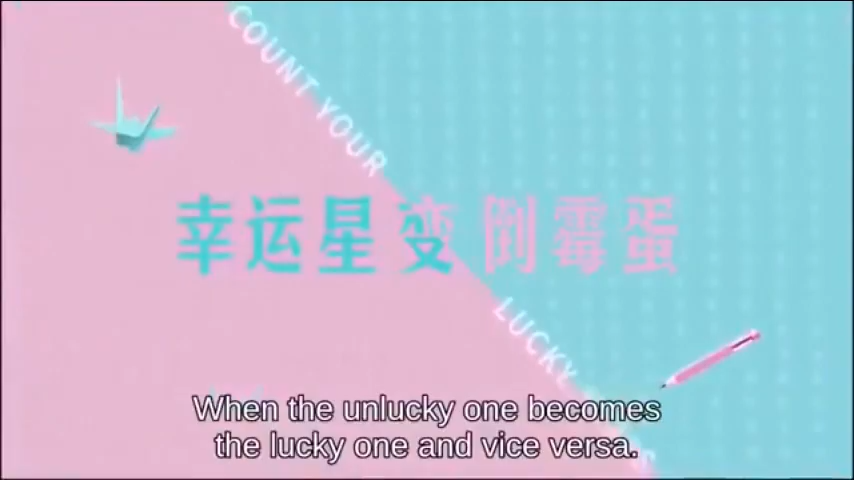 COUNT YOUR
幸运星变倒霉蛋
LUCKY
When the unlucky one becomes
the lucky one and vice versa.